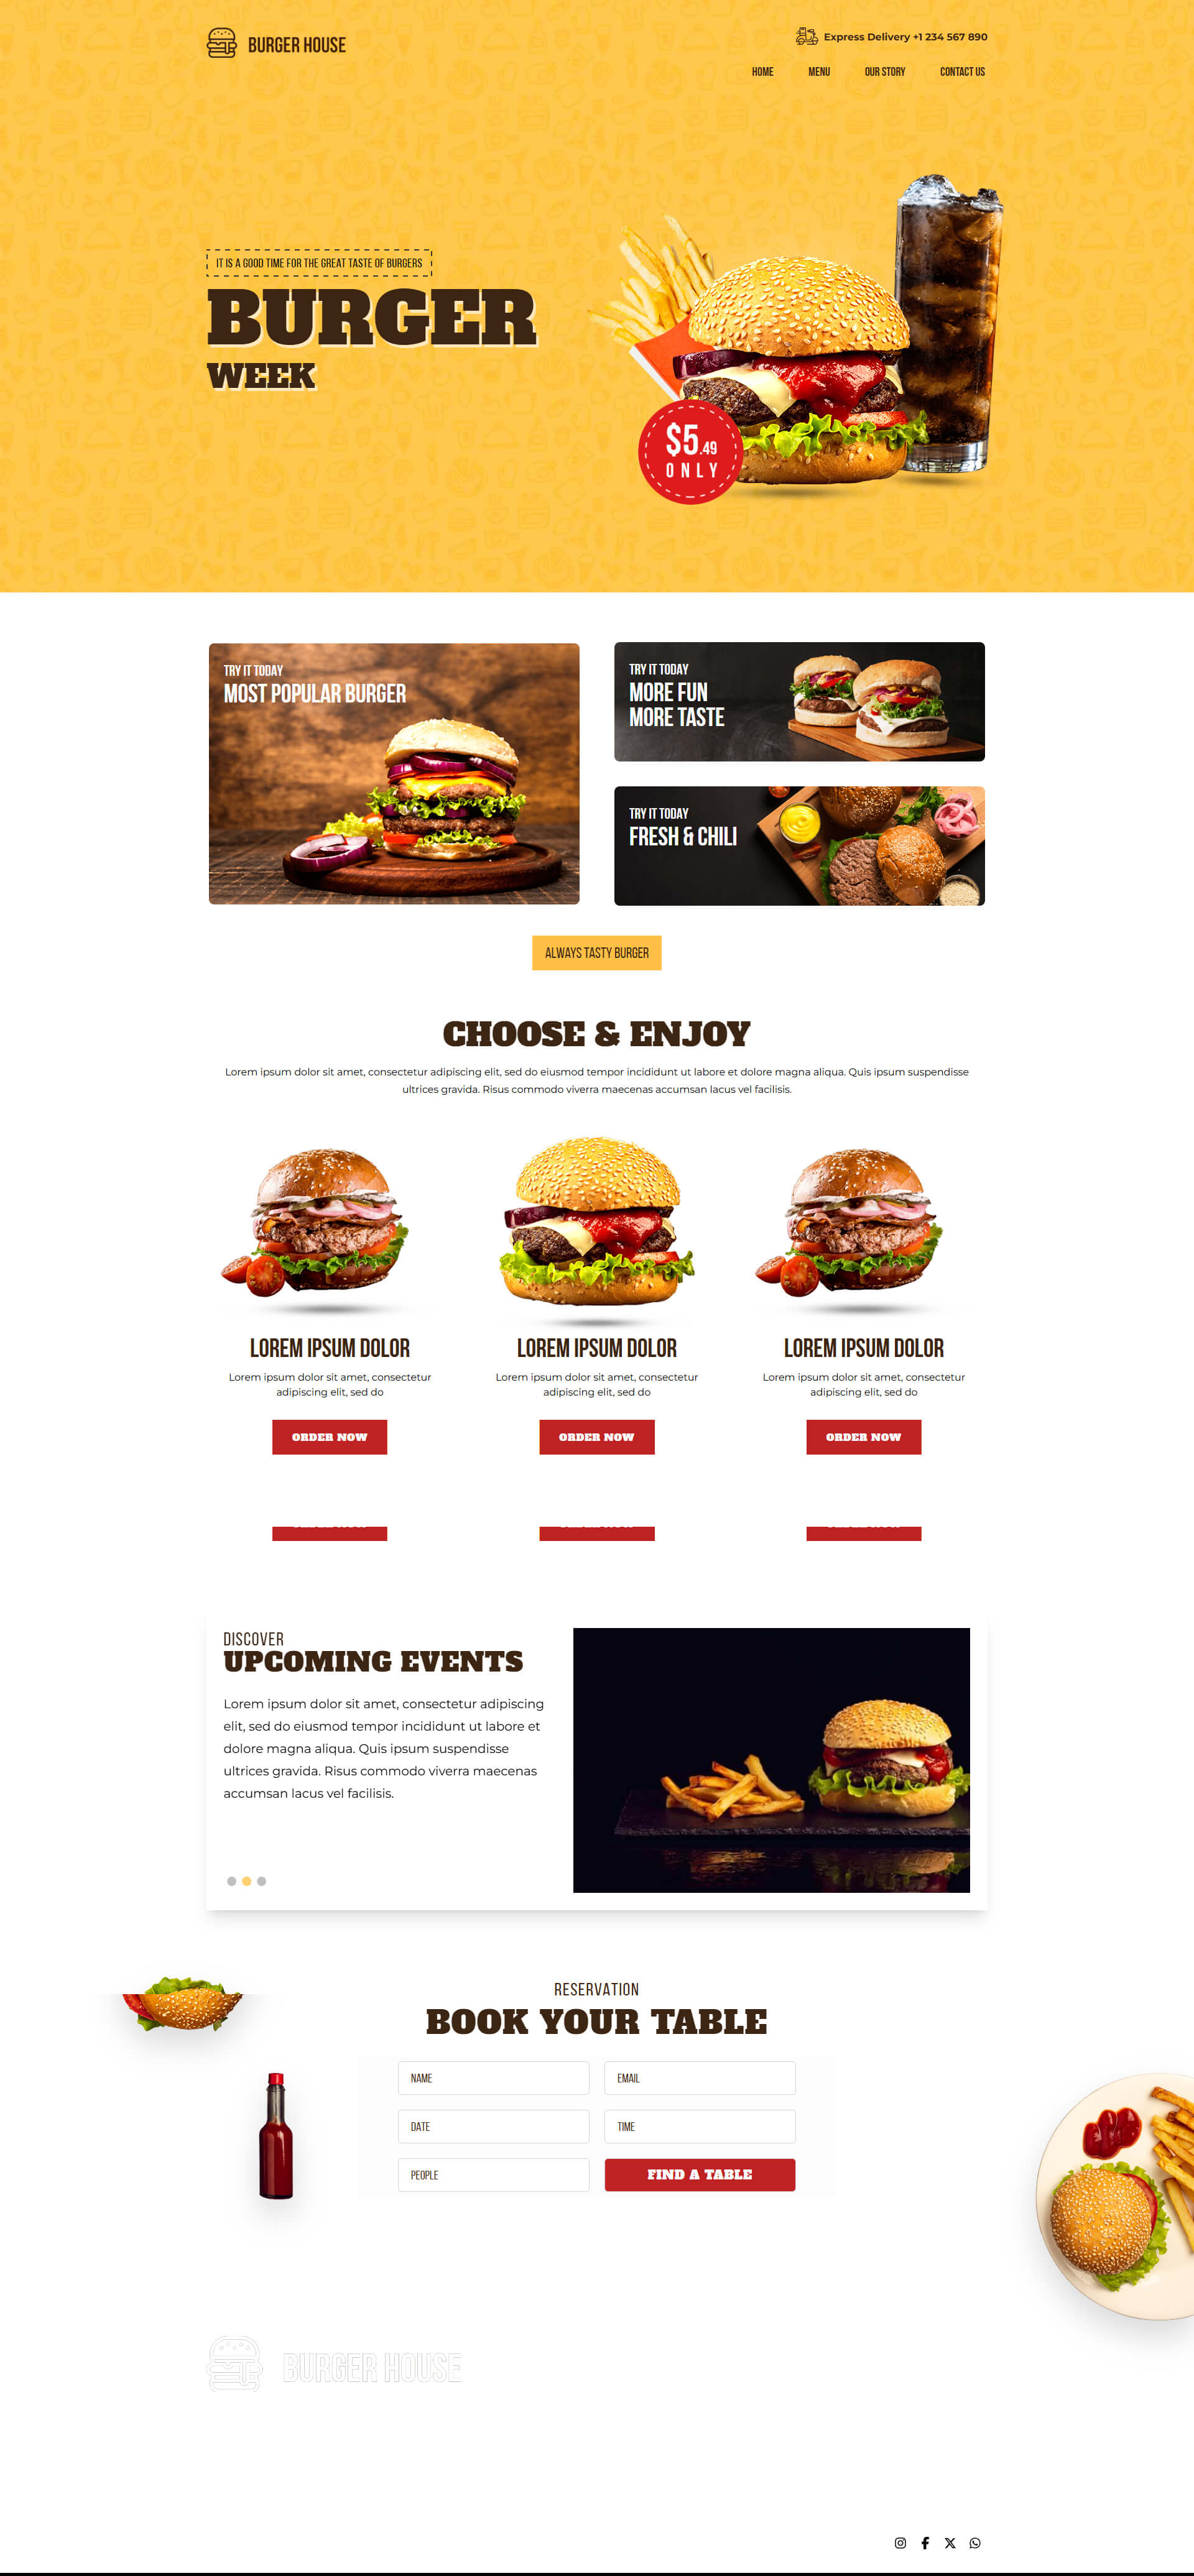 BURGER HOUSE
Express Delivery +1 234 567 890
HOME MENU OUR STORY CONTACT US
IT IS A GOOD TIME FOR THE GREAT TASTE OF BURGERS
BURGER
WEEK
$5.49
ONLY
TRY IT TODAY
MOST POPULAR BURGER
TRY IT TODAY
MORE FUN
MORE TASTE
TRY IT TODAY
FRESH & CHILI
ALWAYS TASTY BURGER
CHOOSE & ENJOY
Lorem ipsum dolor sit amet, consectetur adipiscing elit, sed do eiusmod tempor incididunt ut labore et dolore magna aliqua. Quis ipsum suspendisse
ultrices gravida. Risus commodo viverra maecenas accumsan lacus vel facilisis.
LOREM IPSUM DOLOR
Lorem ipsum dolor sit amet, consectetur
adipiscing elit, sed do
ORDER NOW
LOREM IPSUM DOLOR
Lorem ipsum dolor sit amet, consectetur
adipiscing elit, sed do
ORDER NOW
LOREM IPSUM DOLOR
Lorem ipsum dolor sit amet, consectetur
adipiscing elit, sed do
ORDER NOW
DISCOVER
UPCOMING EVENTS
Lorem ipsum dolor sit amet, consectetur adipiscing
elit, sed do eiusmod tempor incididunt ut labore et
dolore magna aliqua. Quis ipsum suspendisse
ultrices gravida. Risus commodo viverra maecenas
accumsan lacus vel facilisis.
RESERVATION
BOOK YOUR TABLE
NAME
EMAIL
DATE
TIME
PEOPLE
FIND A TABLE
BURGER HOUSE